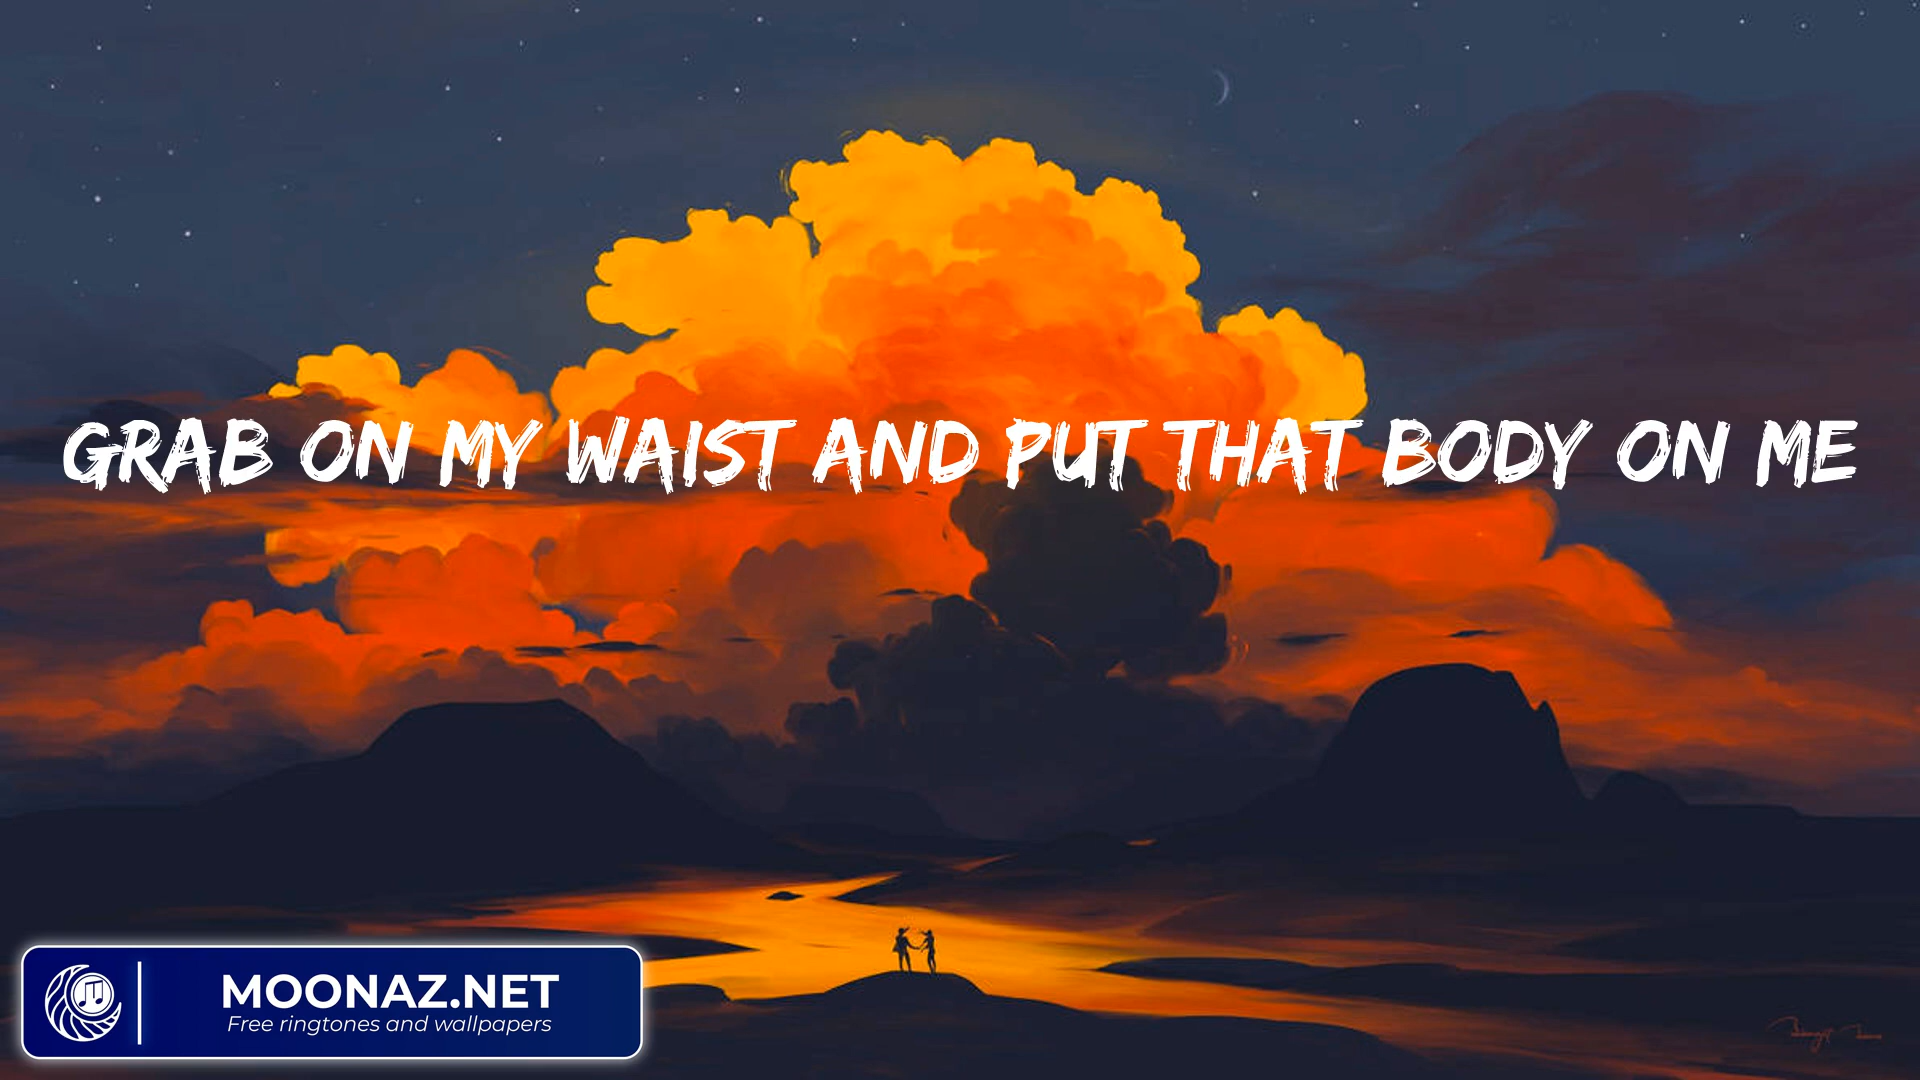 GRAB ON MY WAIST AND PUT THAT BODY ON ME
MOONAZ.NET
Free ringtones and wallpapers